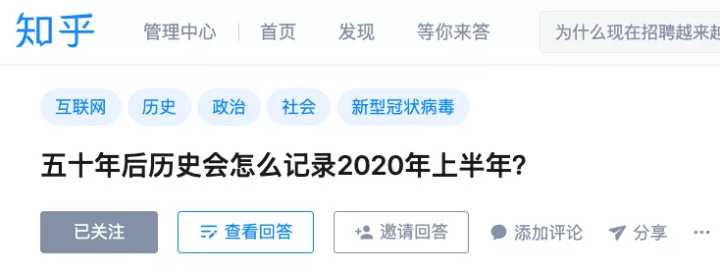 知乎 管理中心 首页 发现 等你来答 为什么现在招聘越来越
互联网 历史 政治 社会 新型冠状病毒
五十年后历史会怎么记录2020年上半年?
已关注 查看回答 邀请回答 添加评论 分享 ...